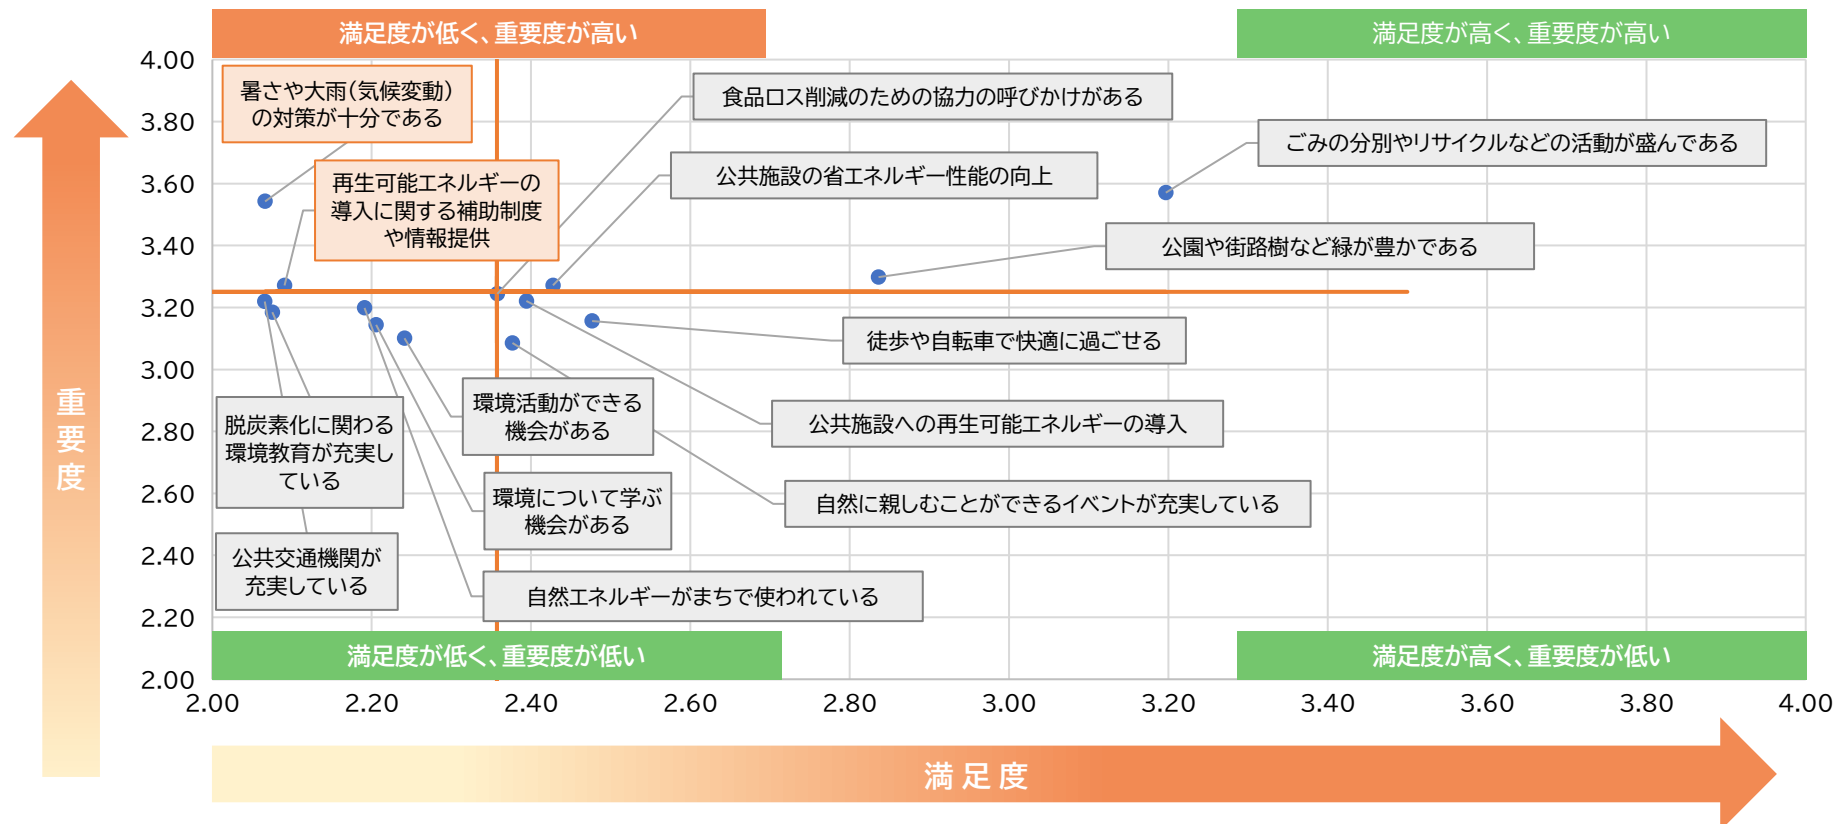 満足度が低く、重要度が高い
満足度が高く、重要度が高い
4.00
3.80
3.60
3.40
3.20
3.00
2.80
2.60
2.40
2.20
2.00
重要度
暑さや大雨(気候変動)
の対策が十分である
再生可能エネルギーの
導入に関する補助制度
や情報提供
食品ロス削減のための協力の呼びかけがある
公共施設の省エネルギー性能の向上
ごみの分別やリサイクルなどの活動が盛んである
公園や街路樹など緑が豊かである
徒歩や自転車で快適に過ごせる
環境活動ができる
機会がある
公共施設への再生可能エネルギーの導入
脱炭素化に関わる
環境教育が充実し
ている
環境について学ぶ
機会がある
自然に親しむことができるイベントが充実している
公共交通機関が
充実している
自然エネルギーがまちで使われている
満足度が低く、重要度が低い
満足度が高く、重要度が低い
2.00 2.20 2.40 2.60 2.80 3.00 3.20 3.40 3.60 3.80 4.00
満足度